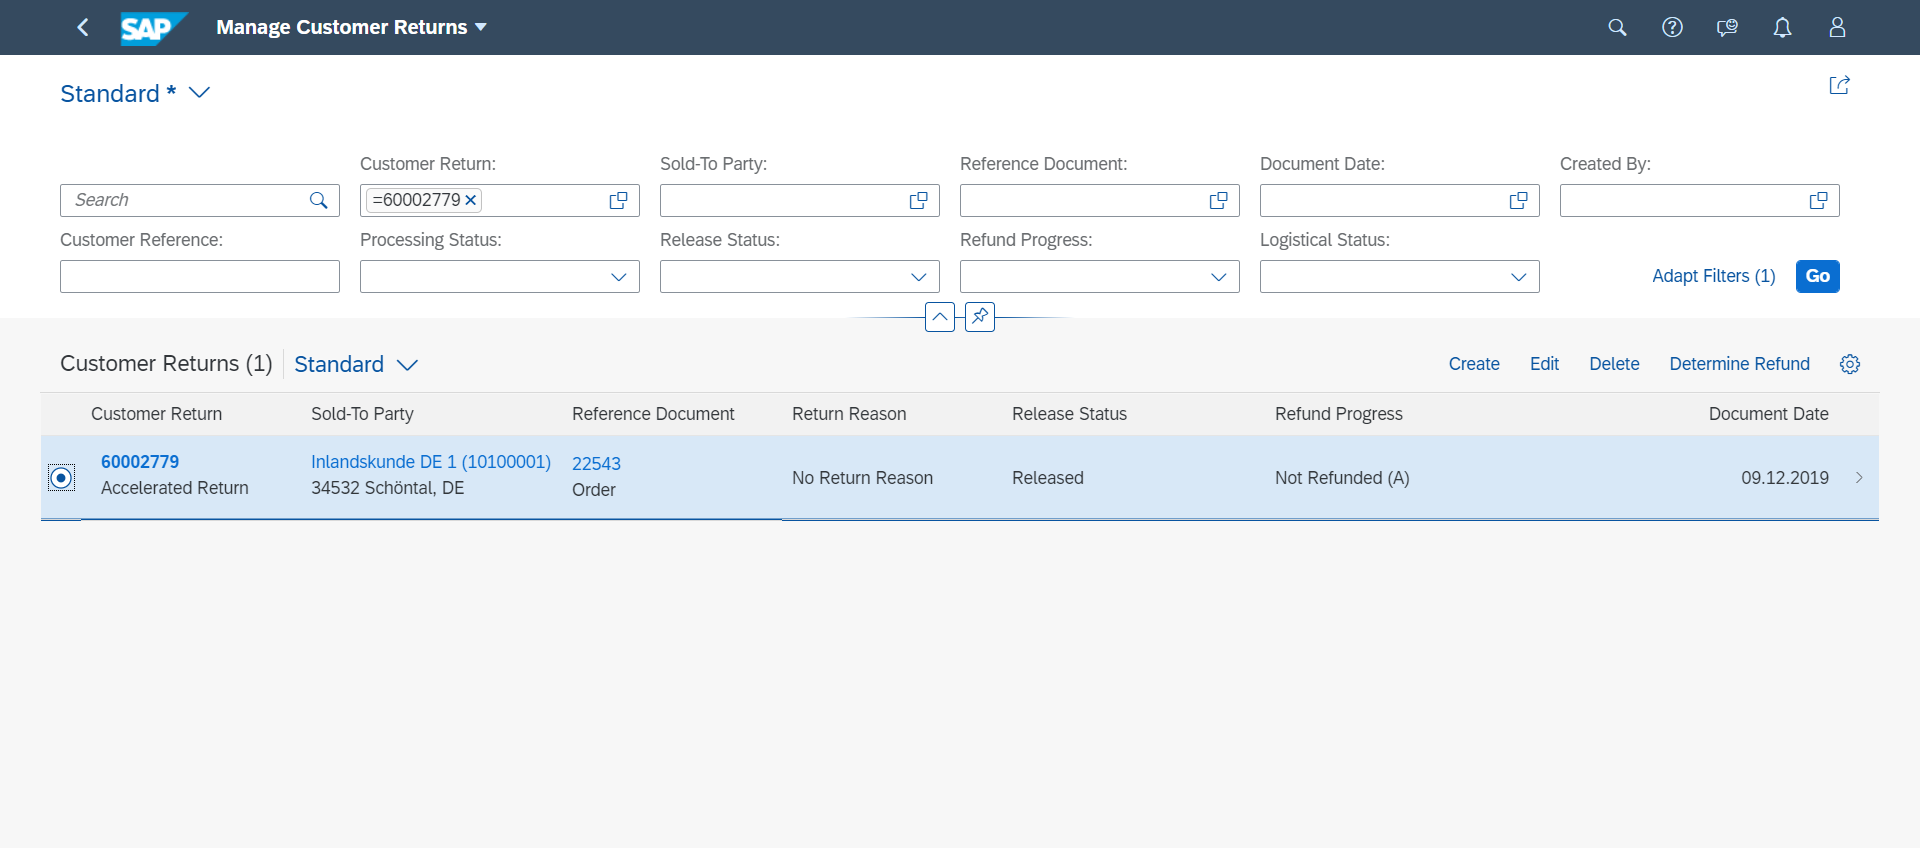 SAP
Manage Customer Returns
Standard *
Customer Return:
Sold-To Party:
Reference Document:
Document Date:
Created By:
Search
=60002779
Customer Reference:
Processing Status:
Release Status:
Refund Progress:
Logistical Status:
Adapt Filters (1)
Go
Customer Returns (1)
Standard
Create
Edit
Delete
Determine Refund
Customer Return
Sold-To Party
Reference Document
Return Reason
Release Status
Refund Progress
Document Date
60002779
Accelerated Return
Inlandskunde DE 1 (10100001)
34532 Schöntal, DE
22543
Order
No Return Reason
Released
Not Refunded (A)
09.12.2019